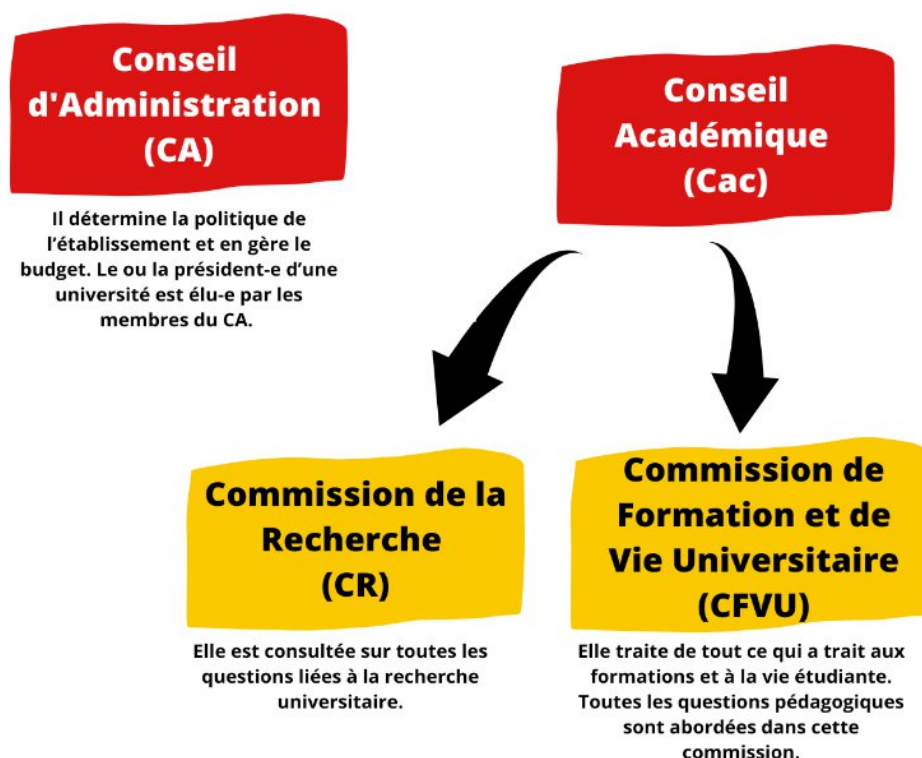 Conseil
d'Administration
(CA)
Il détermine la politique de
l'établissement et en gère le
budget. Le ou la président-e d'une
université est élu-e par les
membres du CA.
Conseil
Académique
(Cac)
Commission de la
Recherche
(CR)
Elle est consultée sur toutes les
questions liées à la recherche
universitaire.
Commission de
Formation et de
Vie Universitaire
(CFVU)
Elle traite de tout ce qui a trait aux
formations et à la vie étudiante.
Toutes les questions pédagogiques
sont abordées dans cette
commission.